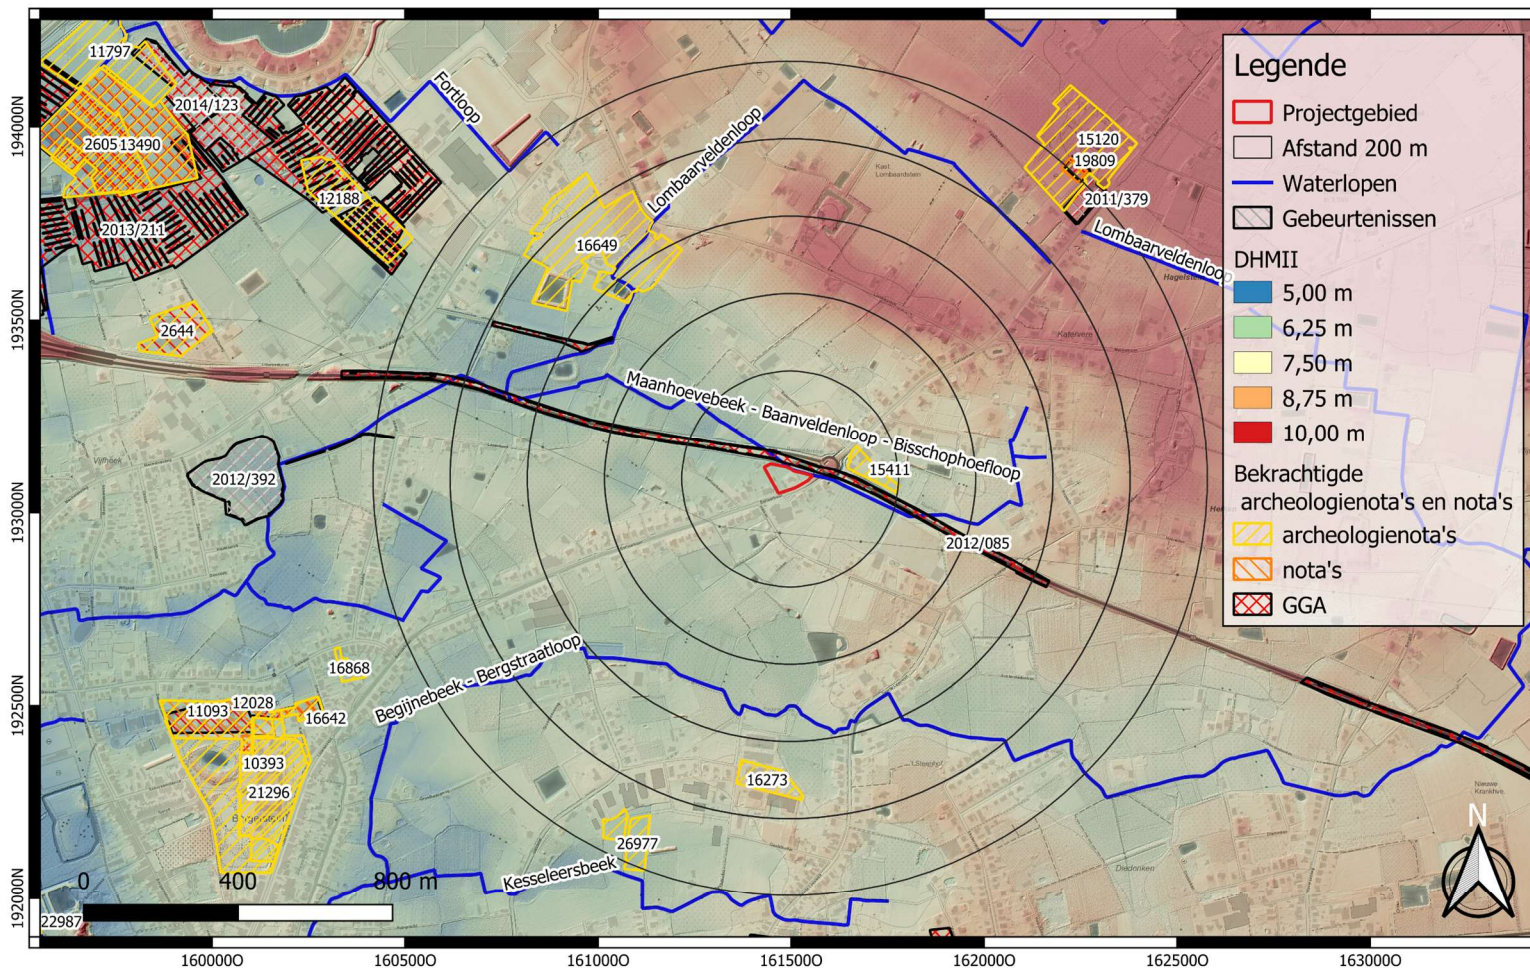 11797
2014/123
2605
13490
12188
2013/211
2644
Fortloop
Lombaarveldenloop
16649
15120
19809
2011/379
Lombaarveldenloop
Maanhoevebeek - Baanveldenloop - Bisschophoefloop
15411
2012/392
2012/085
16868
Begijnebeek - Bergstraatloop
12028
11093
16642
10393
21296
16273
26977
Kesseleersbeek
22987
0 400 800 m
N
Legende
Projectgebied
Afstand 200 m
Waterlopen
Gebeurtenissen
DHMII
5,00 m
6,25 m
7,50 m
8,75 m
10,00 m
Bekrachtigde
archeologienota's en nota's
archeologienota's
nota's
GGA
194000N
193500N
193000N
192500N
192000N
160000O
160500O
161000O
161500O
162000O
162500O
163000O